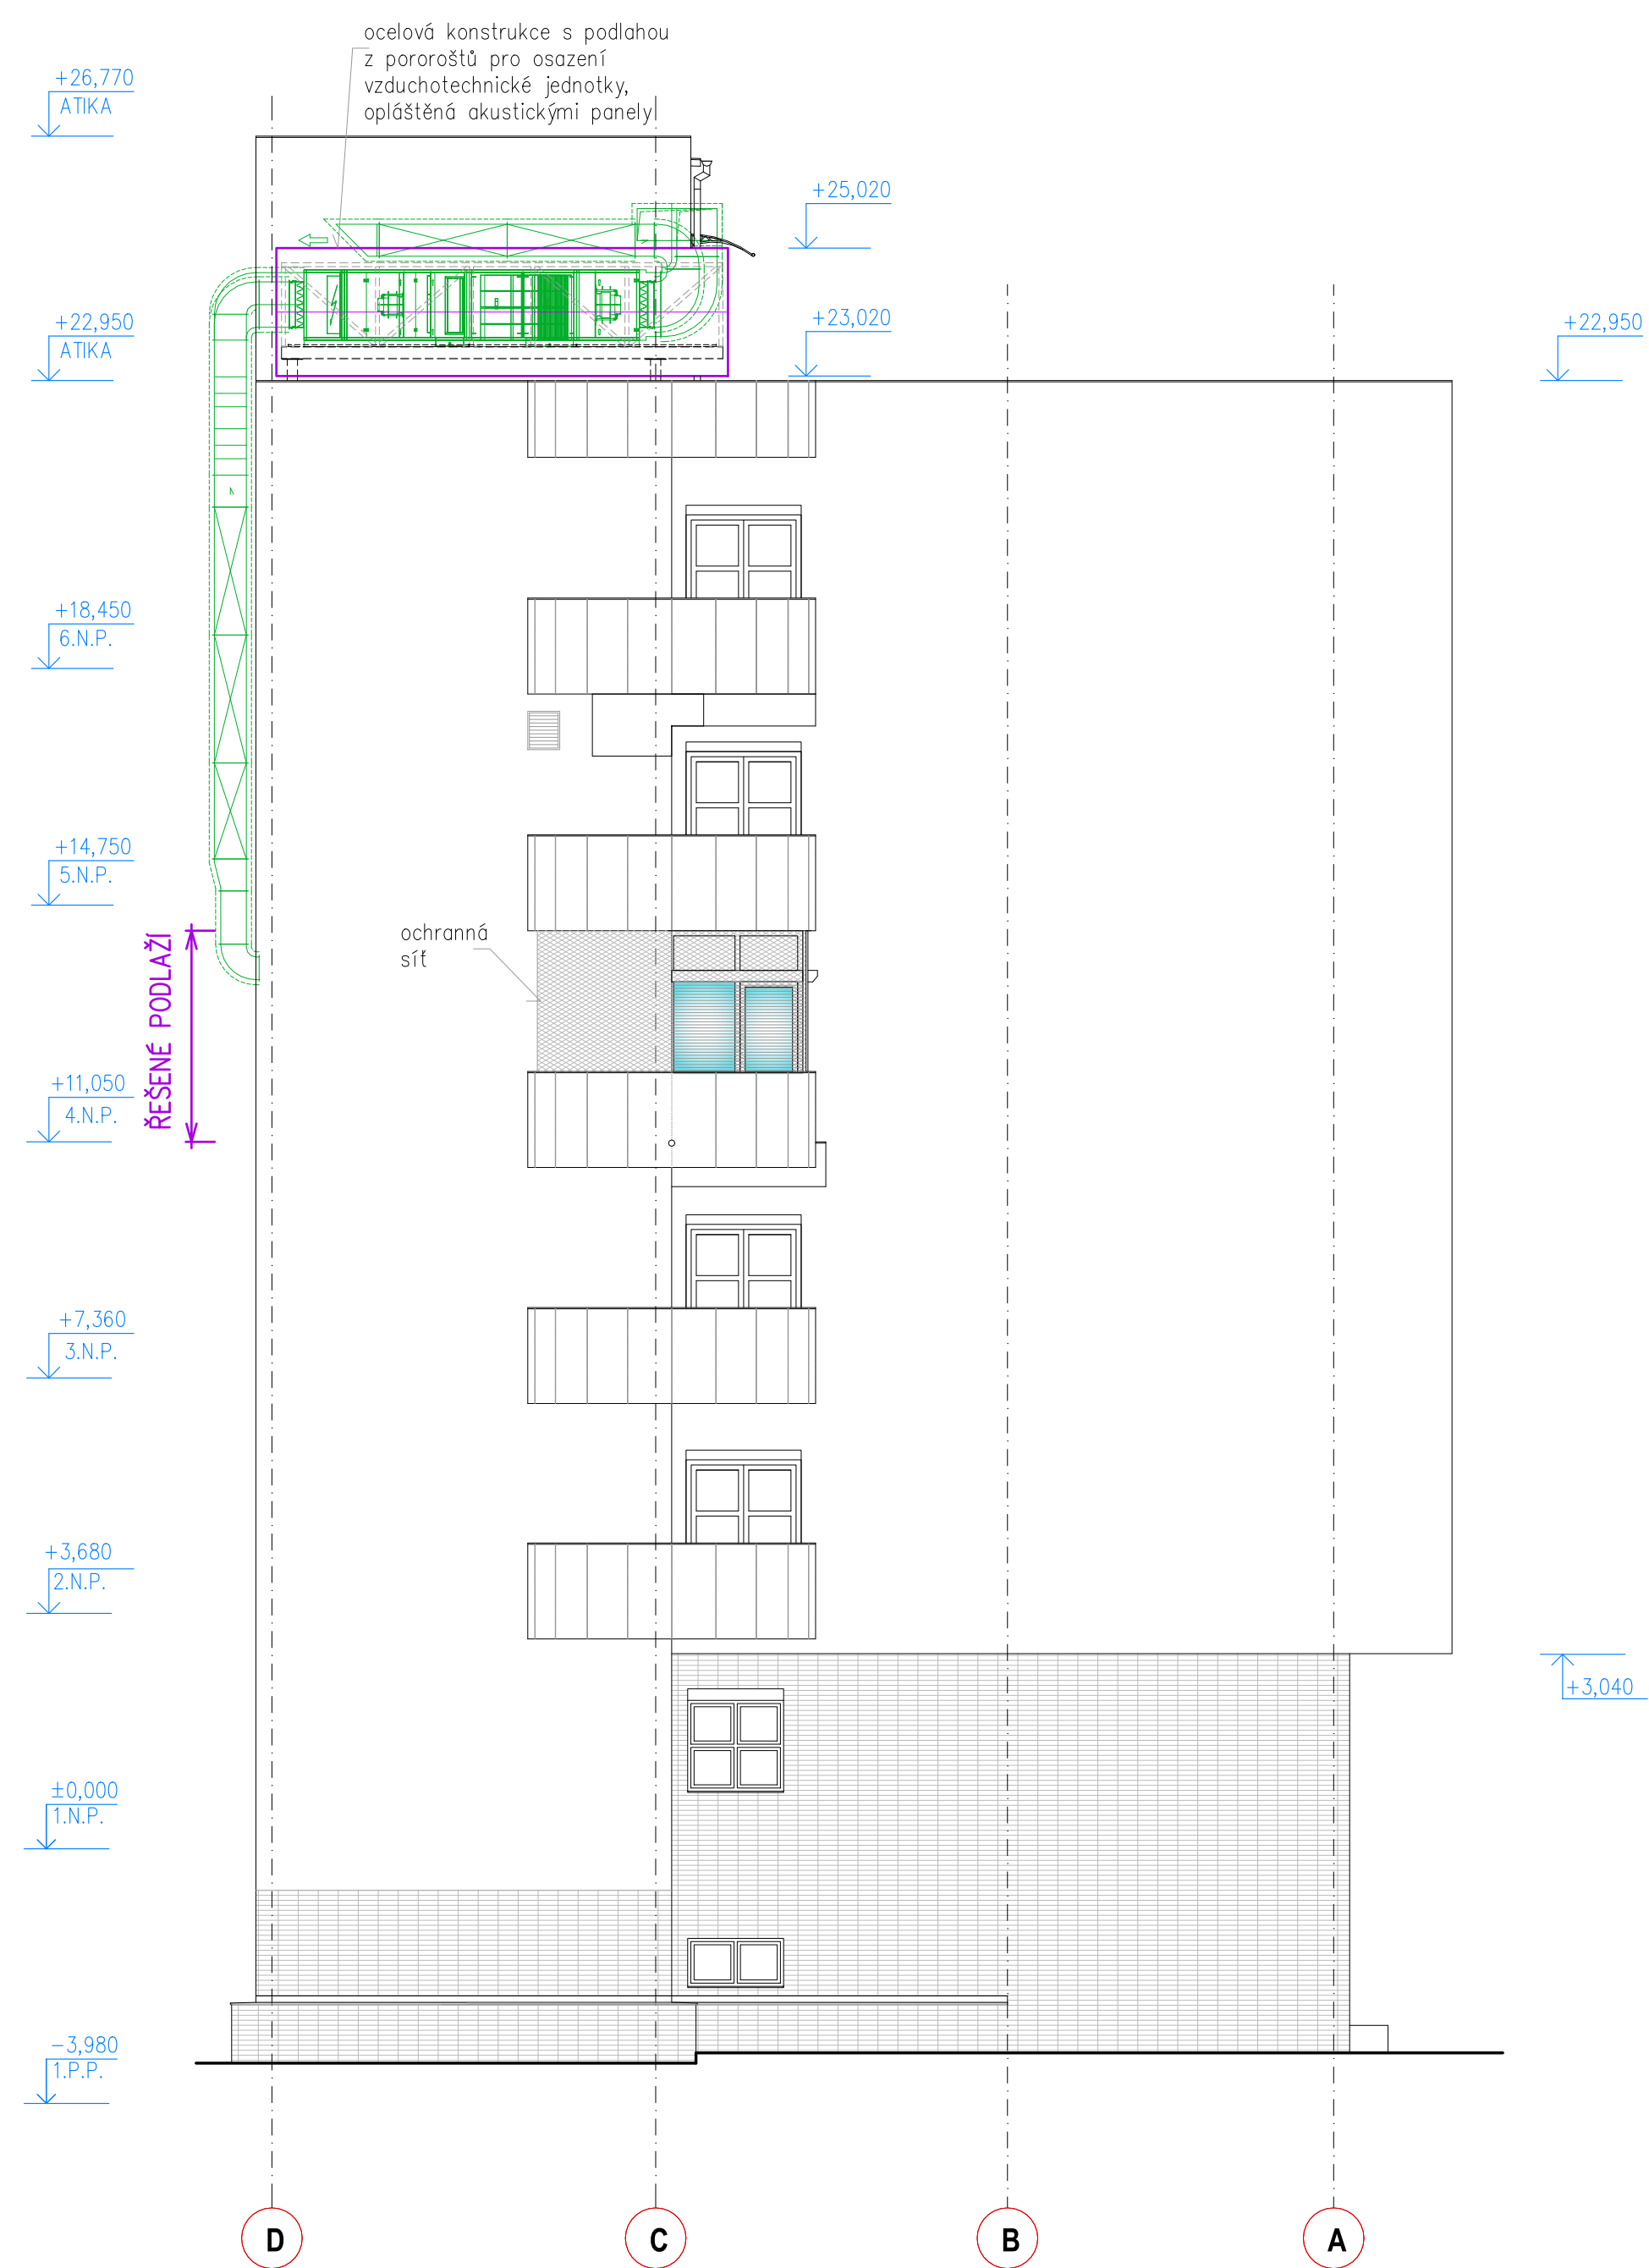 ocelová konstrukce s podlahou
z pororoštů pro osazení
vzduchotechnické jednotky,
opláštěná akustickými panely
+26,770
ATIKA
+25,020
+22,950
ATIKA
+23,020
+22,950
+18,450
6.N.P.
+14,750
5.N.P.
ochranná
síť
ŘEŠENÉ PODLAŽÍ
+11,050
4.N.P.
+7,360
3.N.P.
+3,680
2.N.P.
+3,040
±0,000
1.N.P.
-3,980
1.P.P.
D
C
B
A